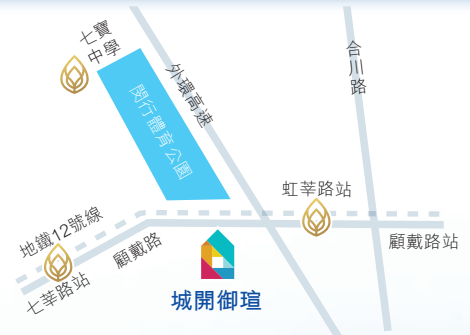 七寶
中學
外環高速
合川路
閔行體育公園
虹莘路站
地鐵12號線
顧戴路
顧戴路站
七莘路站
城開御瑄